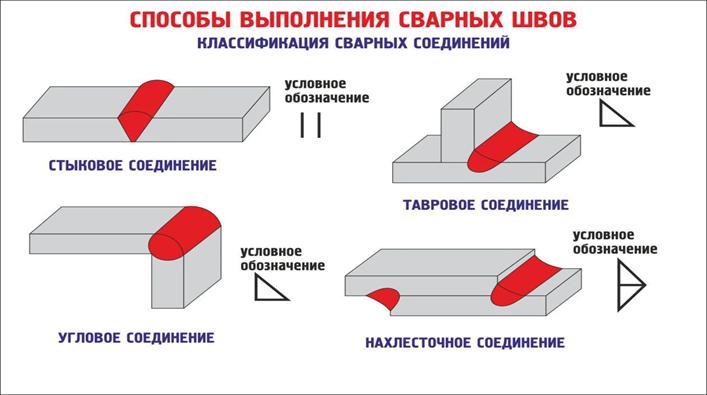 СПОСОБЫ ВЫПОЛНЕНИЯ СВАРНЫХ ШВОВ
КЛАССИФИКАЦИЯ СВАРНЫХ СОЕДИНЕНИЙ
условное
обозначение
СТЫКОВОЕ СОЕДИНЕНИЕ
условное
обозначение
ТАВРОВОЕ СОЕДИНЕНИЕ
условное
обозначение
УГЛОВОЕ СОЕДИНЕНИЕ
условное
обозначение
НАХЛЕСТОЧНОЕ СОЕДИНЕНИЕ